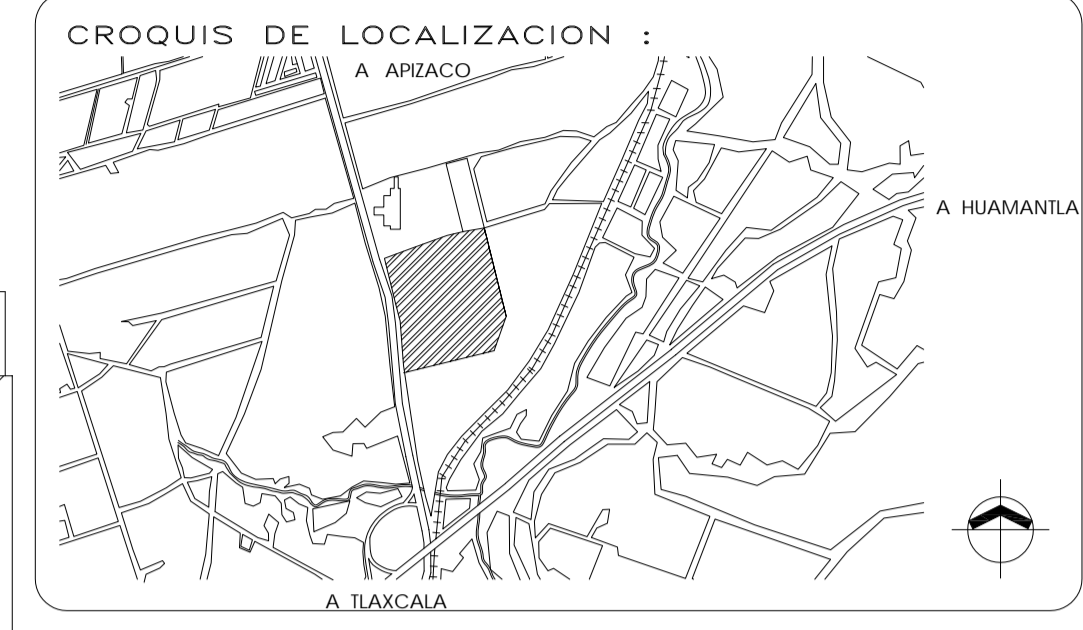 CROQUIS DE LOCALIZACION :
A APIZACO
A HUAMANTLA
A TLAXCALA